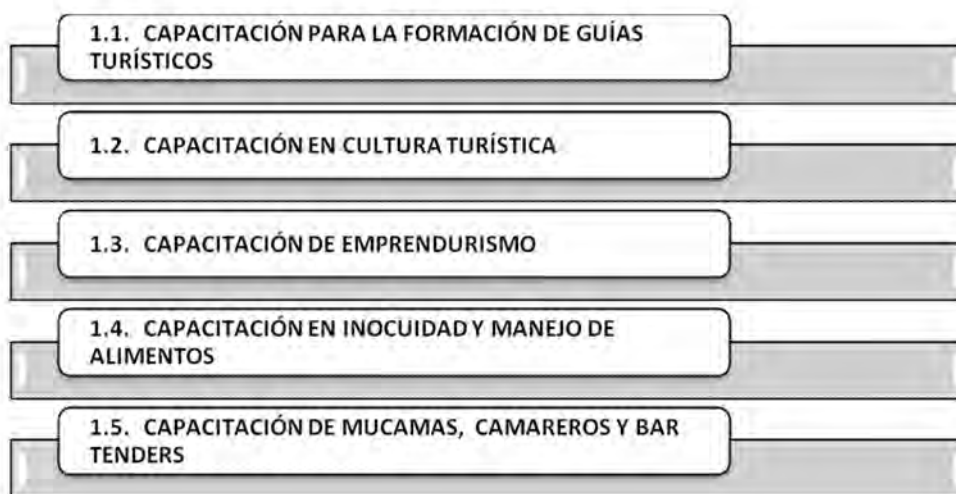 1.1. CAPACITACIÓN PARA LA FORMACIÓN DE GUÍAS
TURÍSTICOS
1.2. CAPACITACIÓN EN CULTURA TURÍSTICA
1.3. CAPACITACIÓN DE EMPRENDURISMO
1.4. CAPACITACIÓN EN INOCUIDAD Y MANEJO DE
ALIMENTOS
1.5. CAPACITACIÓN DE MUCAMAS, CAMAREROS Y BAR
TENDERS